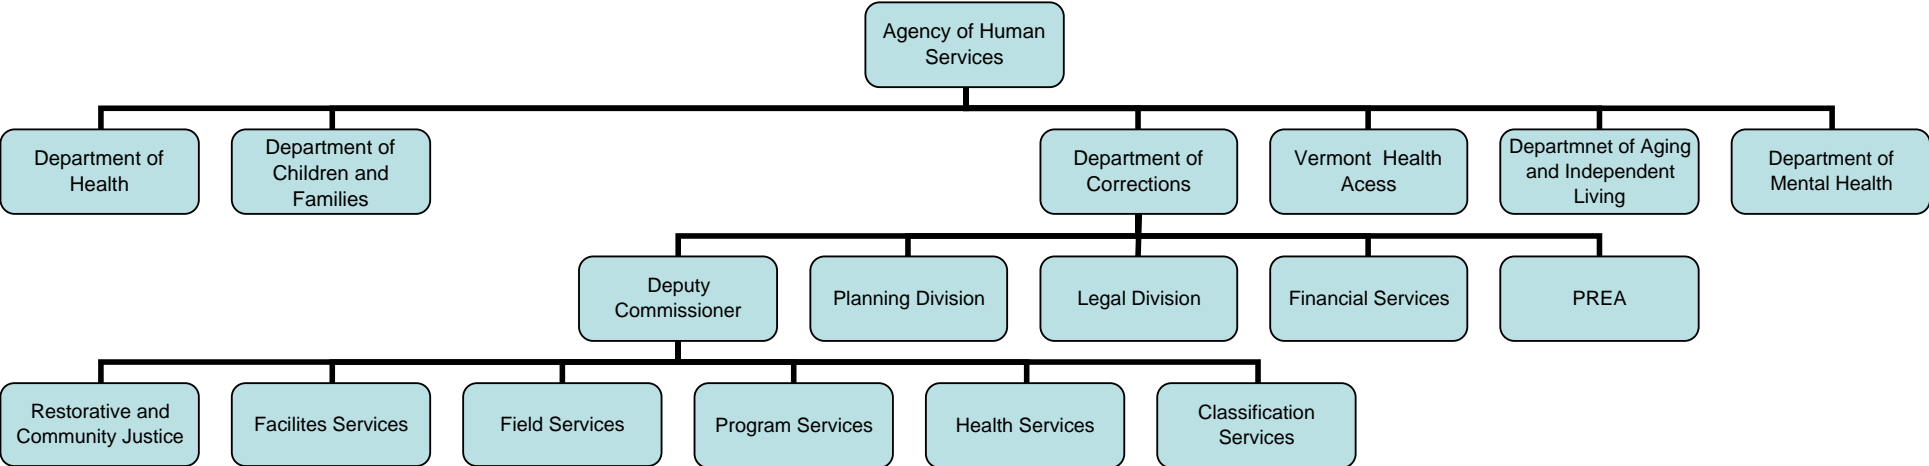 Agency of Human
Services
Department of
Health
Department of
Children and
Families
Department of
Corrections
Vermont  Health
Acess
Departmnet of Aging
and Independent
Living
Department of
Mental Health
Deputy
Commissioner
Planning Division
Legal Division
Financial Services
PREA
Restorative and
Community Justice
Facilites Services
Field Services
Program Services
Health Services
Classification
Services